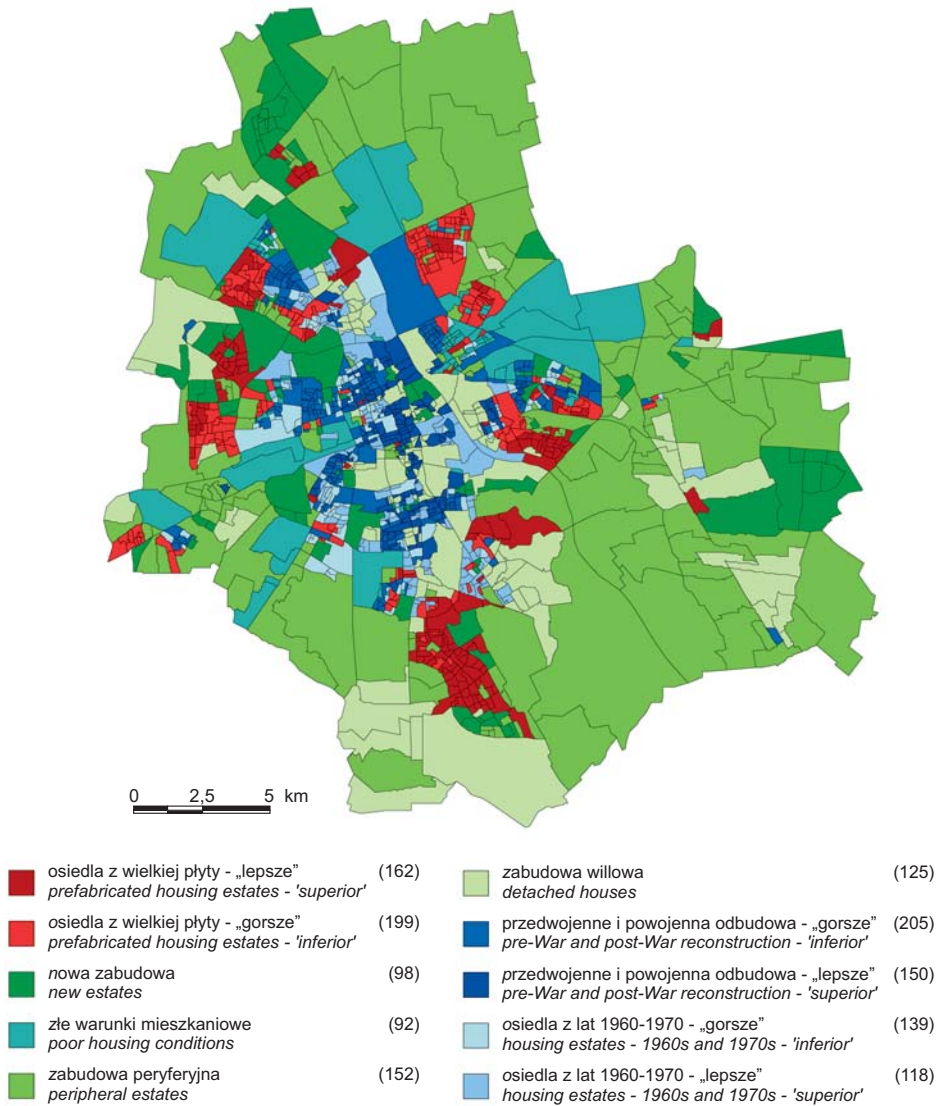 0 2,5 5 km
osiedla z wielkiej płyty - „lepsze” (162)
prefabricated housing estates - 'superior'
osiedla z wielkiej płyty - „gorsze” (199)
prefabricated housing estates - 'inferior'
nowa zabudowa (98)
new estates
złe warunki mieszkaniowe (92)
poor housing conditions
zabudowa peryferyjna (152)
peripheral estates
zabudowa willowa (125)
detached houses
przedwojenne i powojenna odbudowa - „gorsze” (205)
pre-War and post-War reconstruction - 'inferior'
przedwojenne i powojenna odbudowa - „lepsze” (150)
pre-War and post-War reconstruction - 'superior'
osiedla z lat 1960-1970 - „gorsze” (139)
housing estates - 1960s and 1970s - 'inferior'
osiedla z lat 1960-1970 - „lepsze” (118)
housing estates - 1960s and 1970s - 'superior'